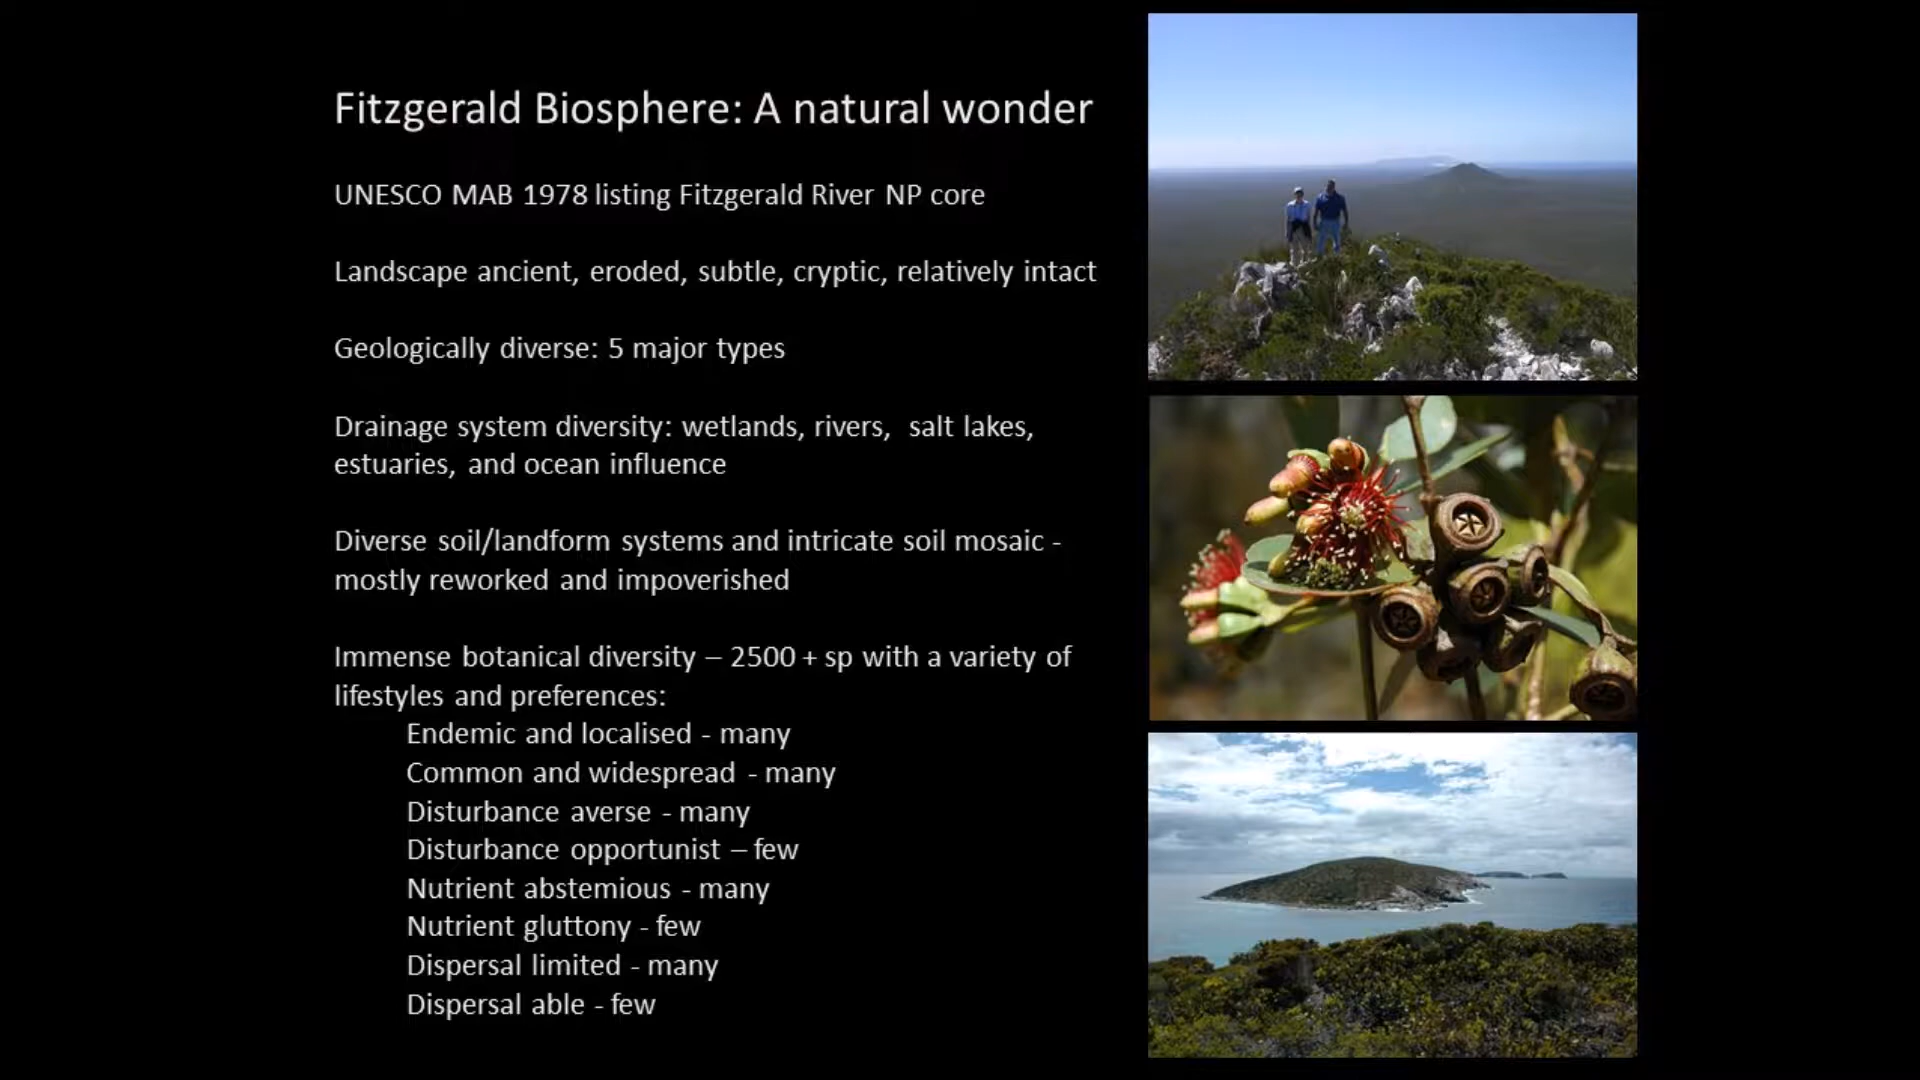 Fitzgerald Biosphere: A natural wonder
UNESCO MAB 1978 listing Fitzgerald River NP core
Landscape ancient, eroded, subtle, cryptic, relatively intact
Geologically diverse: 5 major types
Drainage system diversity: wetlands, rivers,  salt lakes,
estuaries, and ocean influence
Diverse soil/landform systems and intricate soil mosaic -
mostly reworked and impoverished
Immense botanical diversity – 2500 + sp with a variety of
lifestyles and preferences:
Endemic and localised - many
Common and widespread - many
Disturbance averse - many
Disturbance opportunist – few
Nutrient abstemious - many
Nutrient gluttony - few
Dispersal limited - many
Dispersal able - few